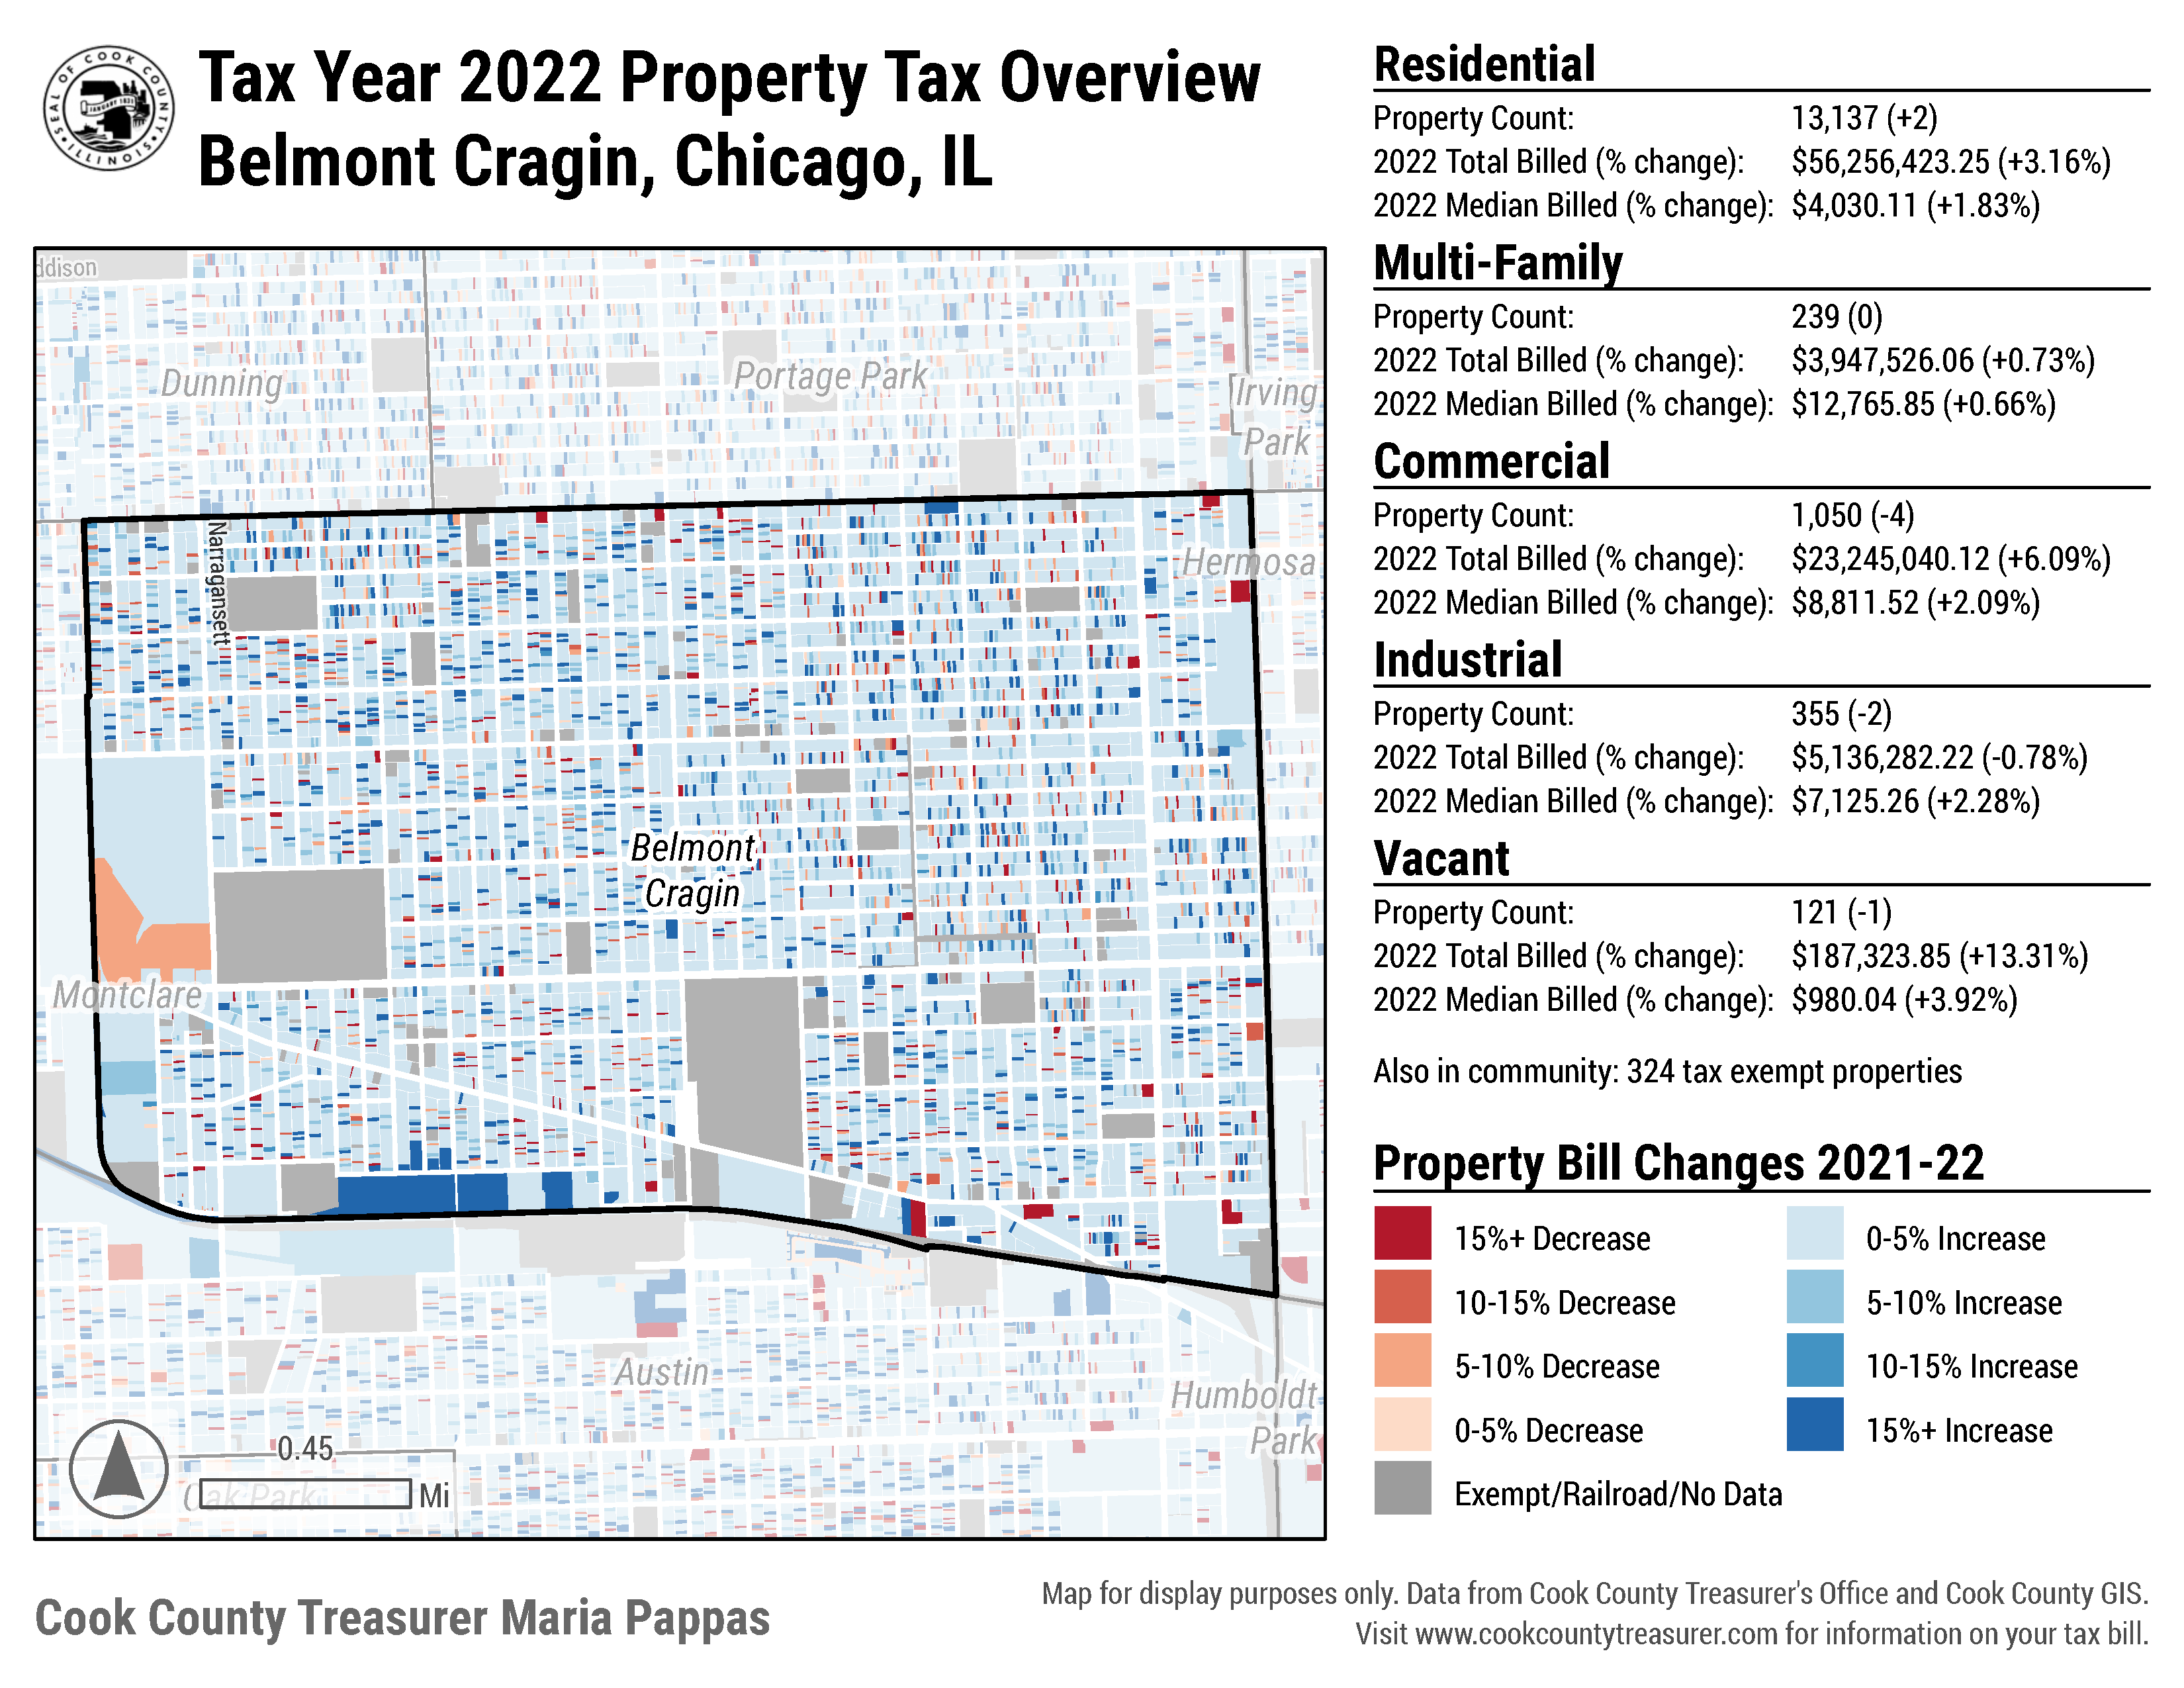 SEAL OF COOK COUNTY
JANUARY 1831
ILLINOIS
Tax Year 2022 Property Tax Overview
Belmont Cragin, Chicago, IL
ddison
Dunning
Portage Park
Irving
Park
Narragansett
Hermosa
Belmont
Cragin
Montclare
Austin
Humboldt
Park
0.45
Oak Park
Mi
Residential
Property Count: 13,137 (+2)
2022 Total Billed (% change): $56,256,423.25 (+3.16%)
2022 Median Billed (% change): $4,030.11 (+1.83%)
Multi-Family
Property Count: 239 (0)
2022 Total Billed (% change): $3,947,526.06 (+0.73%)
2022 Median Billed (% change): $12,765.85 (+0.66%)
Commercial
Property Count: 1,050 (-4)
2022 Total Billed (% change): $23,245,040.12 (+6.09%)
2022 Median Billed (% change): $8,811.52 (+2.09%)
Industrial
Property Count: 355 (-2)
2022 Total Billed (% change): $5,136,282.22 (-0.78%)
2022 Median Billed (% change): $7,125.26 (+2.28%)
Vacant
Property Count: 121 (-1)
2022 Total Billed (% change): $187,323.85 (+13.31%)
2022 Median Billed (% change): $980.04 (+3.92%)
Also in community: 324 tax exempt properties
Property Bill Changes 2021-22
15%+ Decrease
10-15% Decrease
5-10% Decrease
0-5% Decrease
Exempt/Railroad/No Data
0-5% Increase
5-10% Increase
10-15% Increase
15%+ Increase
Cook County Treasurer Maria Pappas
Map for display purposes only. Data from Cook County Treasurer's Office and Cook County GIS.
Visit www.cookcountytreasurer.com for information on your tax bill.